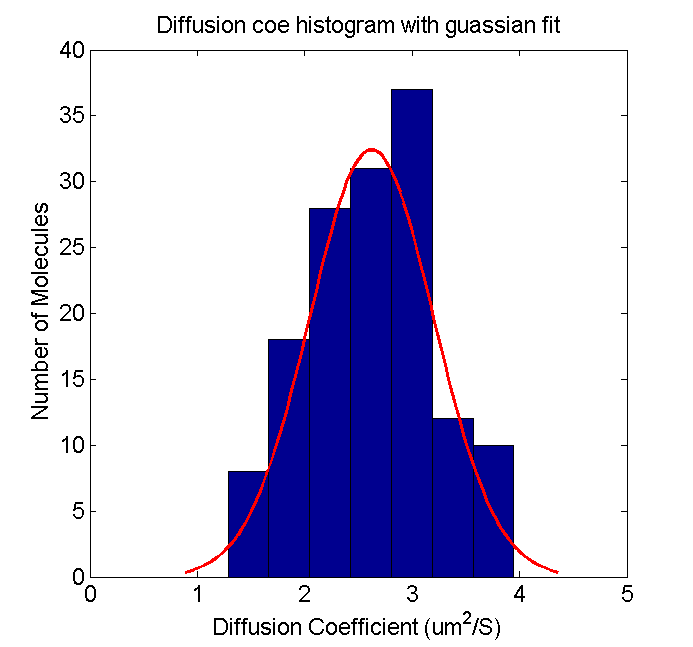 Diffusion coe histogram with guassian fit
40
35
30
25
20
15
10
5
0
Number of Molecules
0 1 2 3 4 5
Diffusion Coefficient (um²/S)